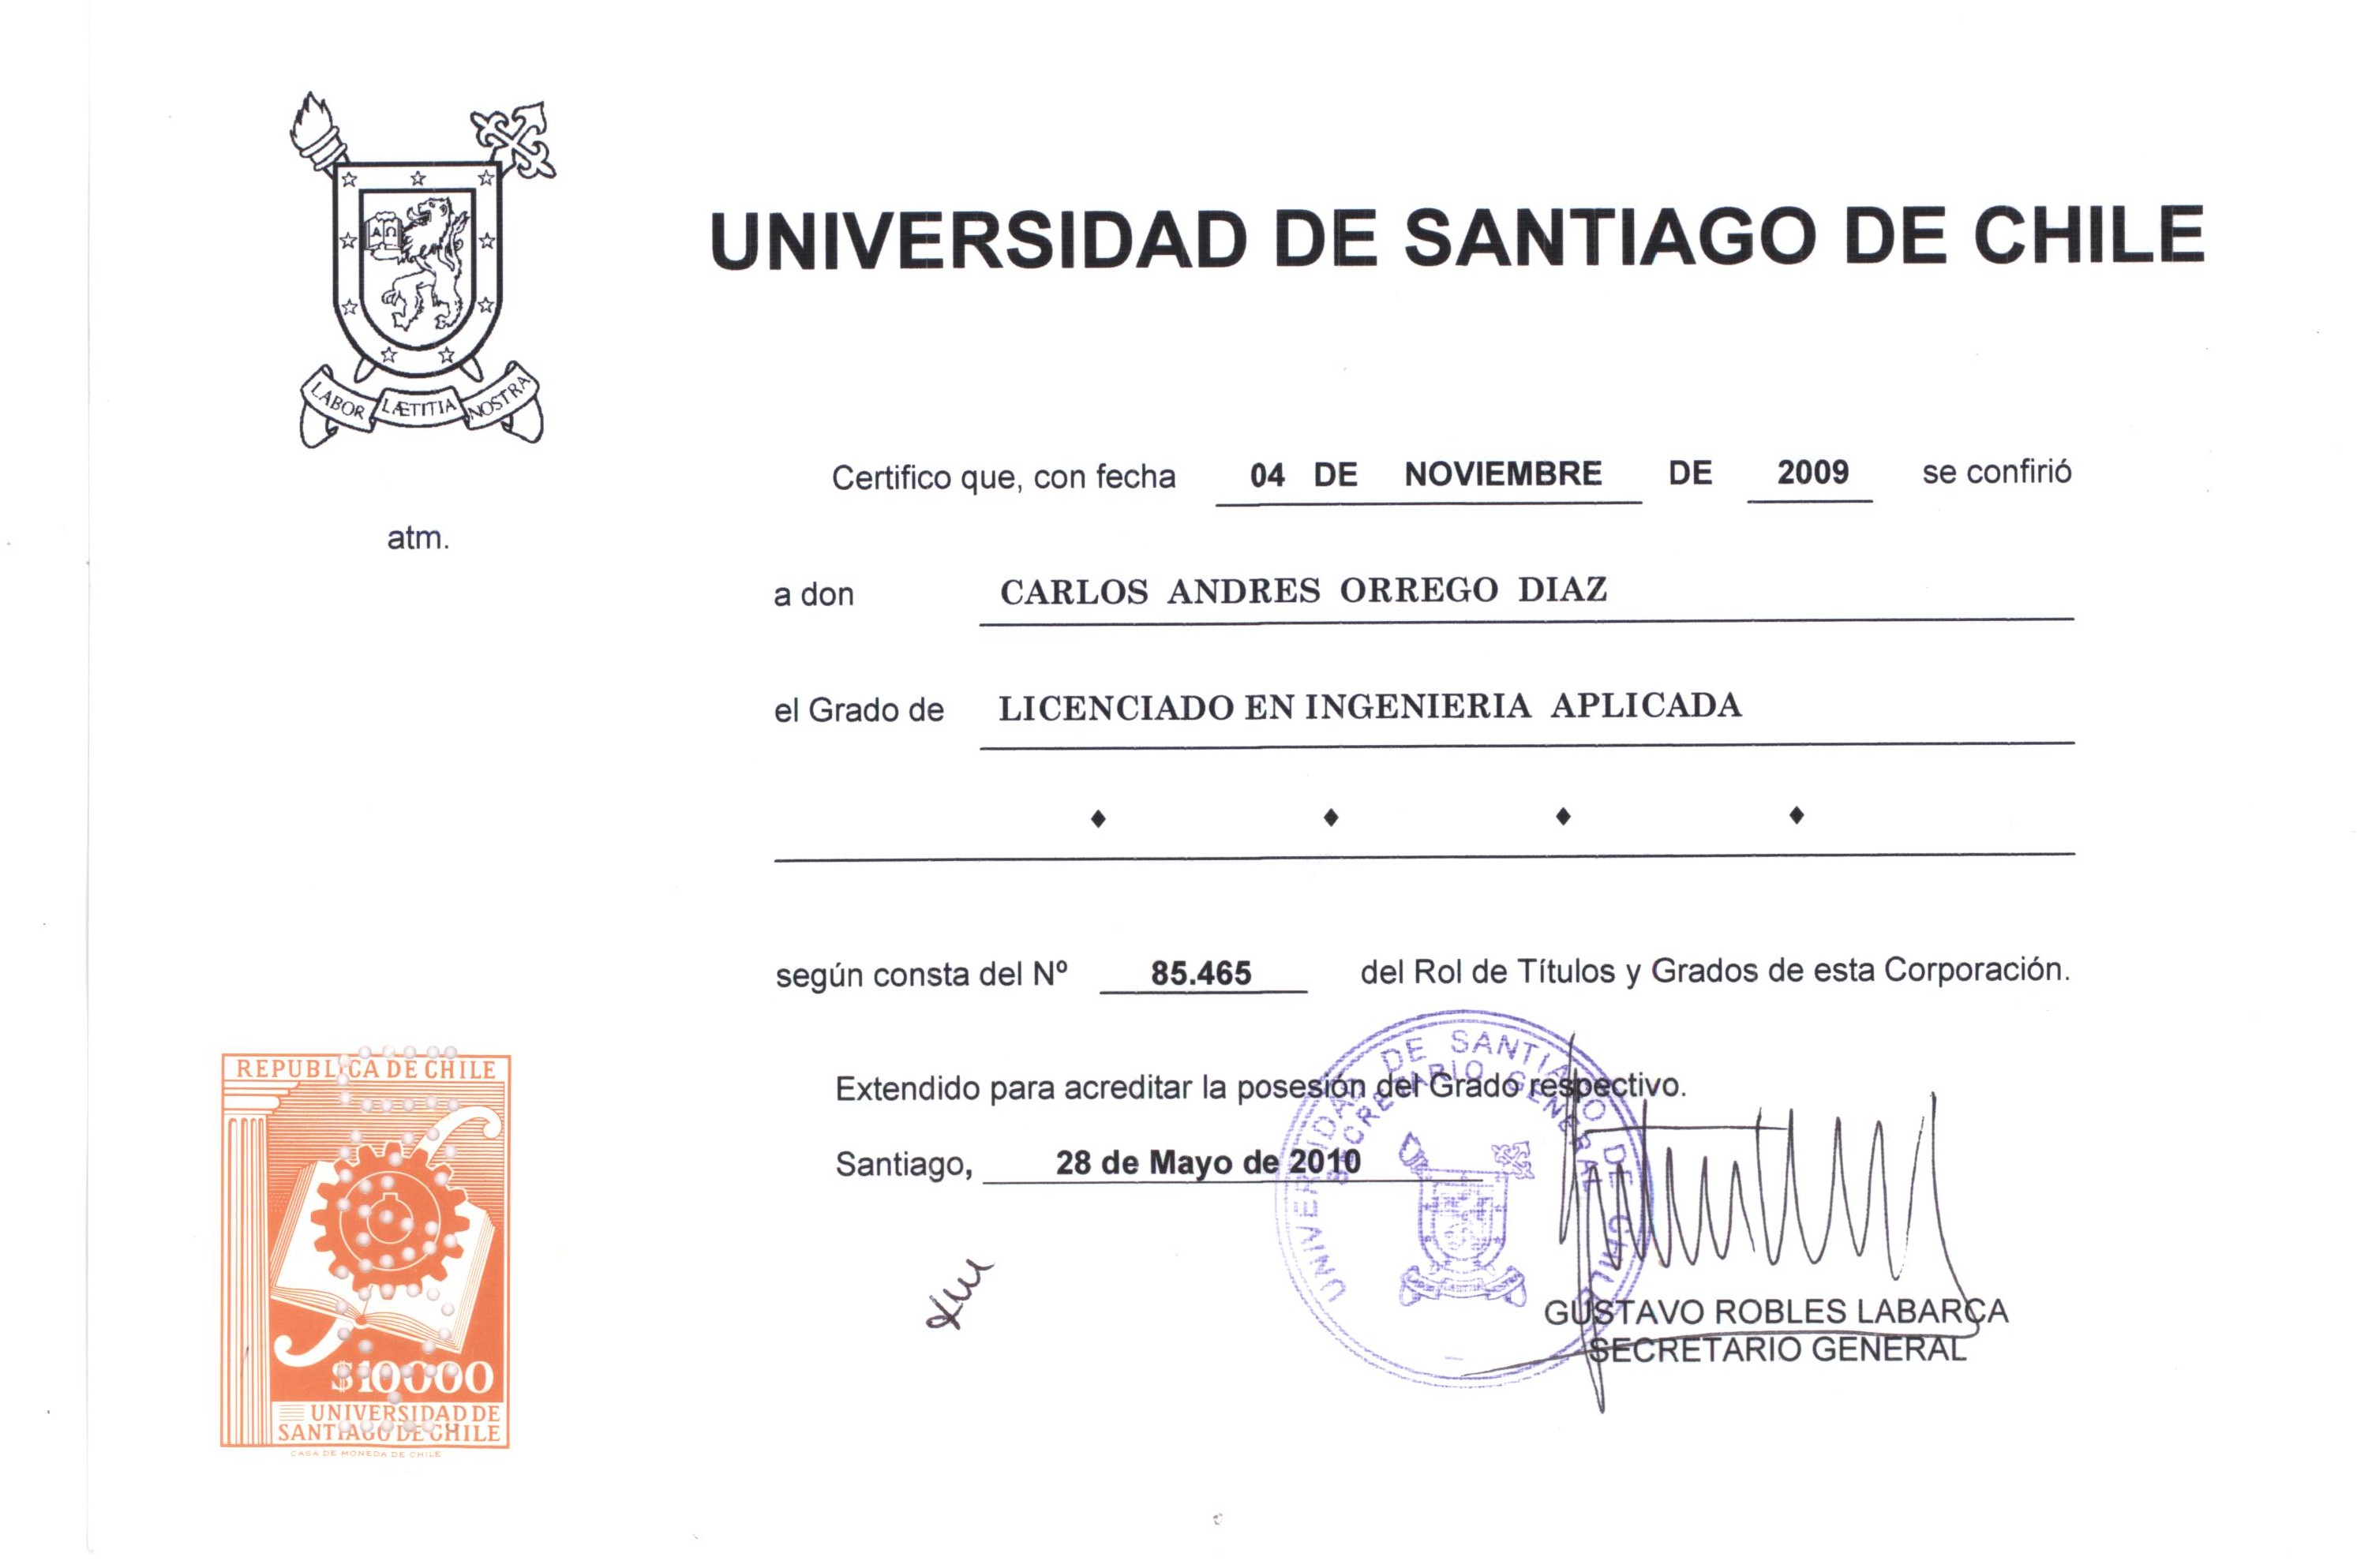 UNIVERSIDAD DE SANTIAGO DE CHILE
LABOR LÆTITIA NOSTRA
Certifico que, con fecha 04 DE NOVIEMBRE DE 2009 se confirió
atm.
a don CARLOS ANDRES ORREGO DIAZ
el Grado de LICENCIADO EN INGENIERIA APLICADA
según consta del Nº 85.465 del Rol de Títulos y Grados de esta Corporación.
Extendido para acreditar la posesión del Grado respectivo.
Santiago, 28 de Mayo de 2010
UNIVERSIDAD DE SANTIAGO DE CHILE
SECRETARIO GENERAL
GUSTAVO ROBLES LABARCA
SECRETARIO GENERAL
REPUBLICA DE CHILE
$10000
UNIVERSIDAD DE
SANTIAGO DE CHILE
CASA DE MONEDA DE CHILE